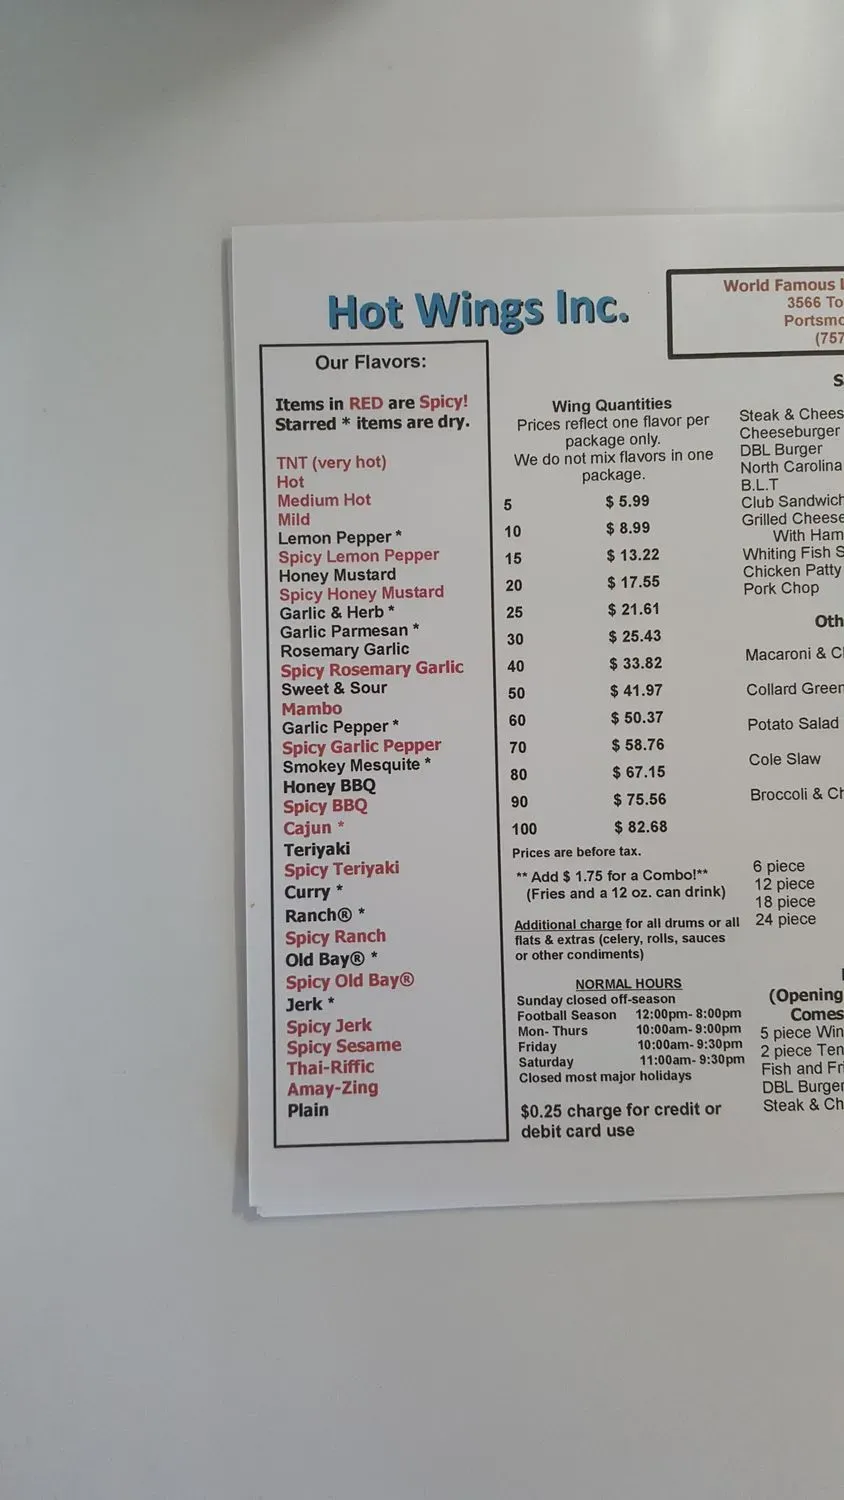 Hot Wings Inc.
World Famous
3566
Our Flavors:
Items in RED are Spicy!
Starred * items are dry.
TNT (very hot)
Hot
Medium Hot
Mild
Lemon Pepper *
Spicy Lemon Pepper
Honey Mustard
Spicy Honey Mustard
Garlic & Herb *
Garlic Parmesan *
Rosemary Garlic
Spicy Rosemary Garlic
Sweet & Sour
Mambo
Garlic Pepper *
Spicy Garlic Pepper
Smokey Mesquite *
Honey BBQ
Spicy BBQ
Cajun *
Teriyaki
Spicy Teriyaki
Curry *
Ranch® *
Spicy Ranch
Old Bay® *
Spicy Old Bay®
Jerk *
Spicy Jerk
Spicy Sesame
Thai-Riffic
Amay-Zing
Plain
Wing Quantities
Prices reflect one flavor per
package only.
We do not mix flavors in one
package.
5 $ 5.99
10 $ 8.99
15 $ 13.22
20 $ 17.55
25 $ 21.61
30 $ 25.43
40 $ 33.82
50 $ 41.97
60 $ 50.37
70 $ 58.76
80 $ 67.15
90 $ 75.56
100 $ 82.68
Prices are before tax.
** Add $ 1.75 for a Combo!**
(Fries and a 12 oz. can drink)
Additional charge for all drums or all
flats & extras (celery, rolls, sauces
or other condiments)
NORMAL HOURS
Sunday closed off-season
Football Season 12:00pm- 8:00pm
Mon- Thurs 10:00am- 9:00pm
Friday 10:00am- 9:30pm
Saturday 11:00am- 9:30pm
Closed most major holidays
$0.25 charge for credit or
debit card use
Steak &
Cheeseburger
DBL Burger
North Carolina
B.L.T
Club Sandwich
Grilled Cheese
With Ham
Whiting Fish
Chicken Patty
Pork Chop
Macaroni &
Collard
Potato Salad
Cole Slaw
Broccoli &
6 piece
12 piece
18 piece
24 piece
(Opening
Comes
5 piece
2 piece
Fish and
DBL Burger
Steak &